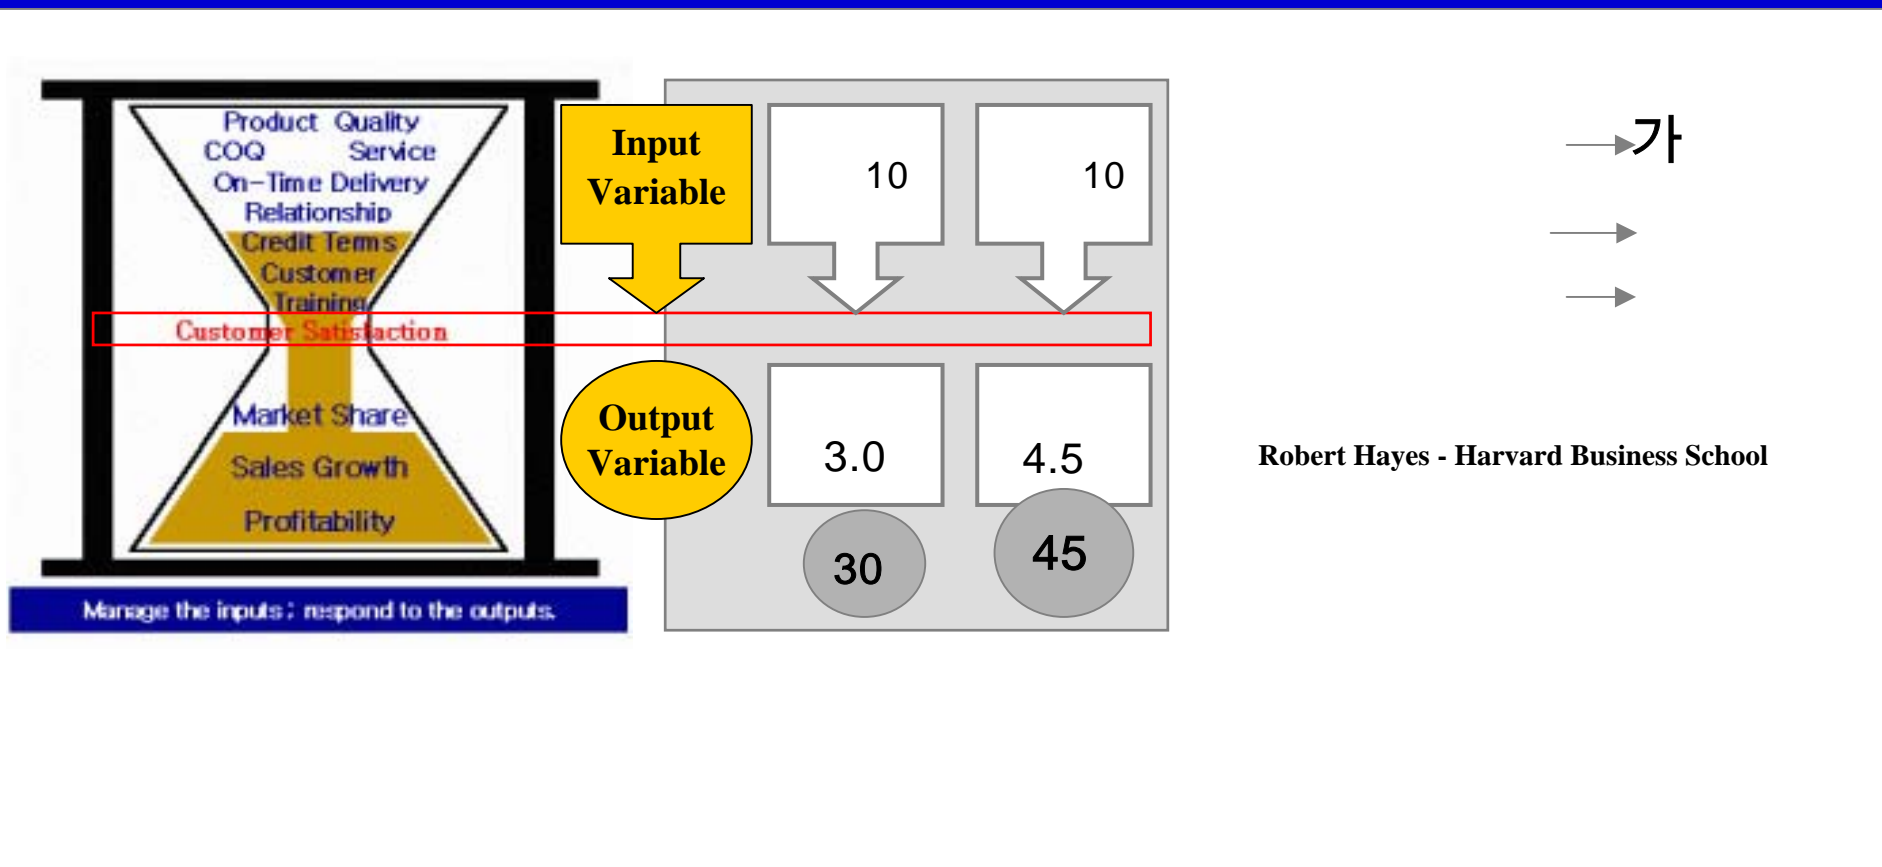 Product Quality
COQ Service
On-Time Delivery
Relationship
Credit Terms
Customer
Training
Customer Satisfaction
Market Share
Sales Growth
Profitability
Manage the inputs; respond to the outputs.
Input
Variable
10
10
Output
Variable
3.0
4.5
30
45
가
Robert Hayes - Harvard Business School